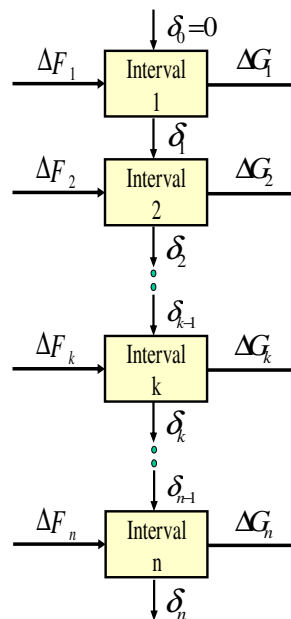 δ₀=0
ΔF₁ Interval 1 ΔG₁
δ₁
ΔF₂ Interval 2 ΔG₂
δ₂
δₖ₋₁
ΔFₖ Interval k ΔGₖ
δₖ
δₙ₋₁
ΔFₙ Interval n ΔGₙ
δₙ